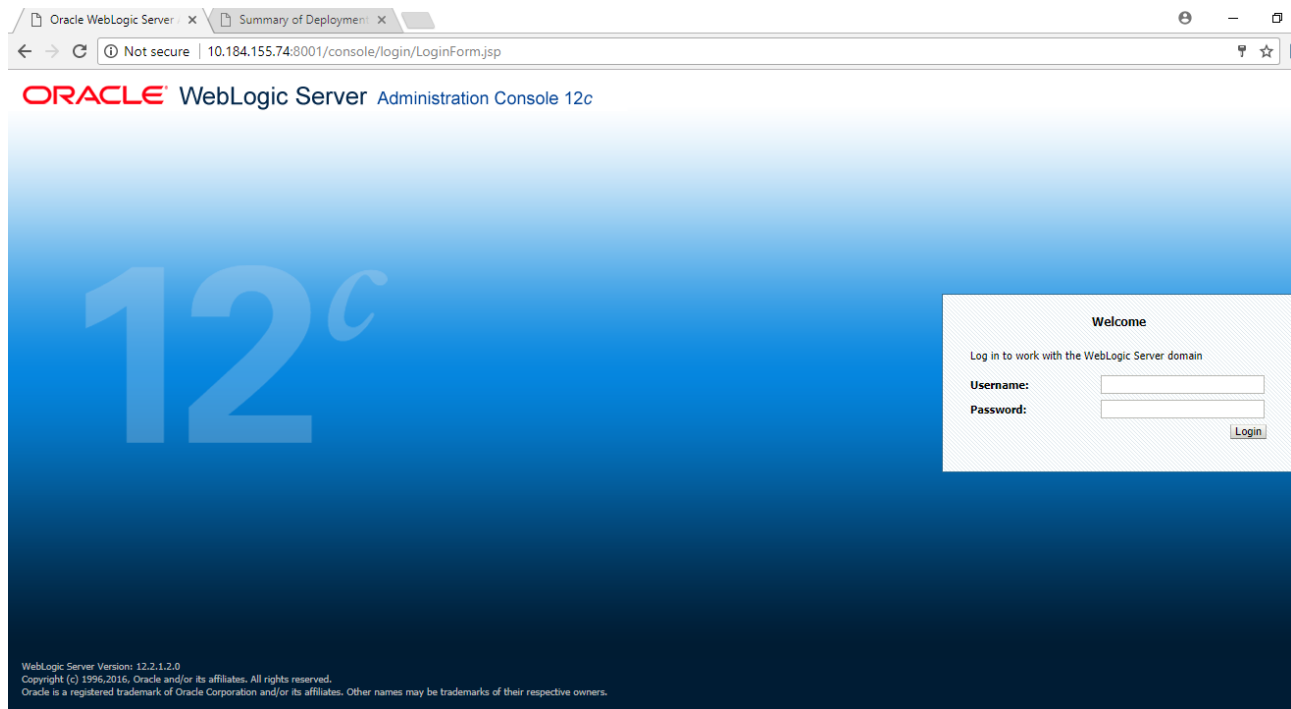 Oracle WebLogic Server
Summary of Deployment
Not secure | 10.184.155.74:8001/console/login/LoginForm.jsp
ORACLE WebLogic Server Administration Console 12c
12c
Welcome
Log in to work with the WebLogic Server domain
Username:
Password:
Login
WebLogic Server Version: 12.2.1.2.0
Copyright (c) 1996,2016, Oracle and/or its affiliates. All rights reserved.
Oracle is a registered trademark of Oracle Corporation and/or its affiliates. Other names may be trademarks of their respective owners.